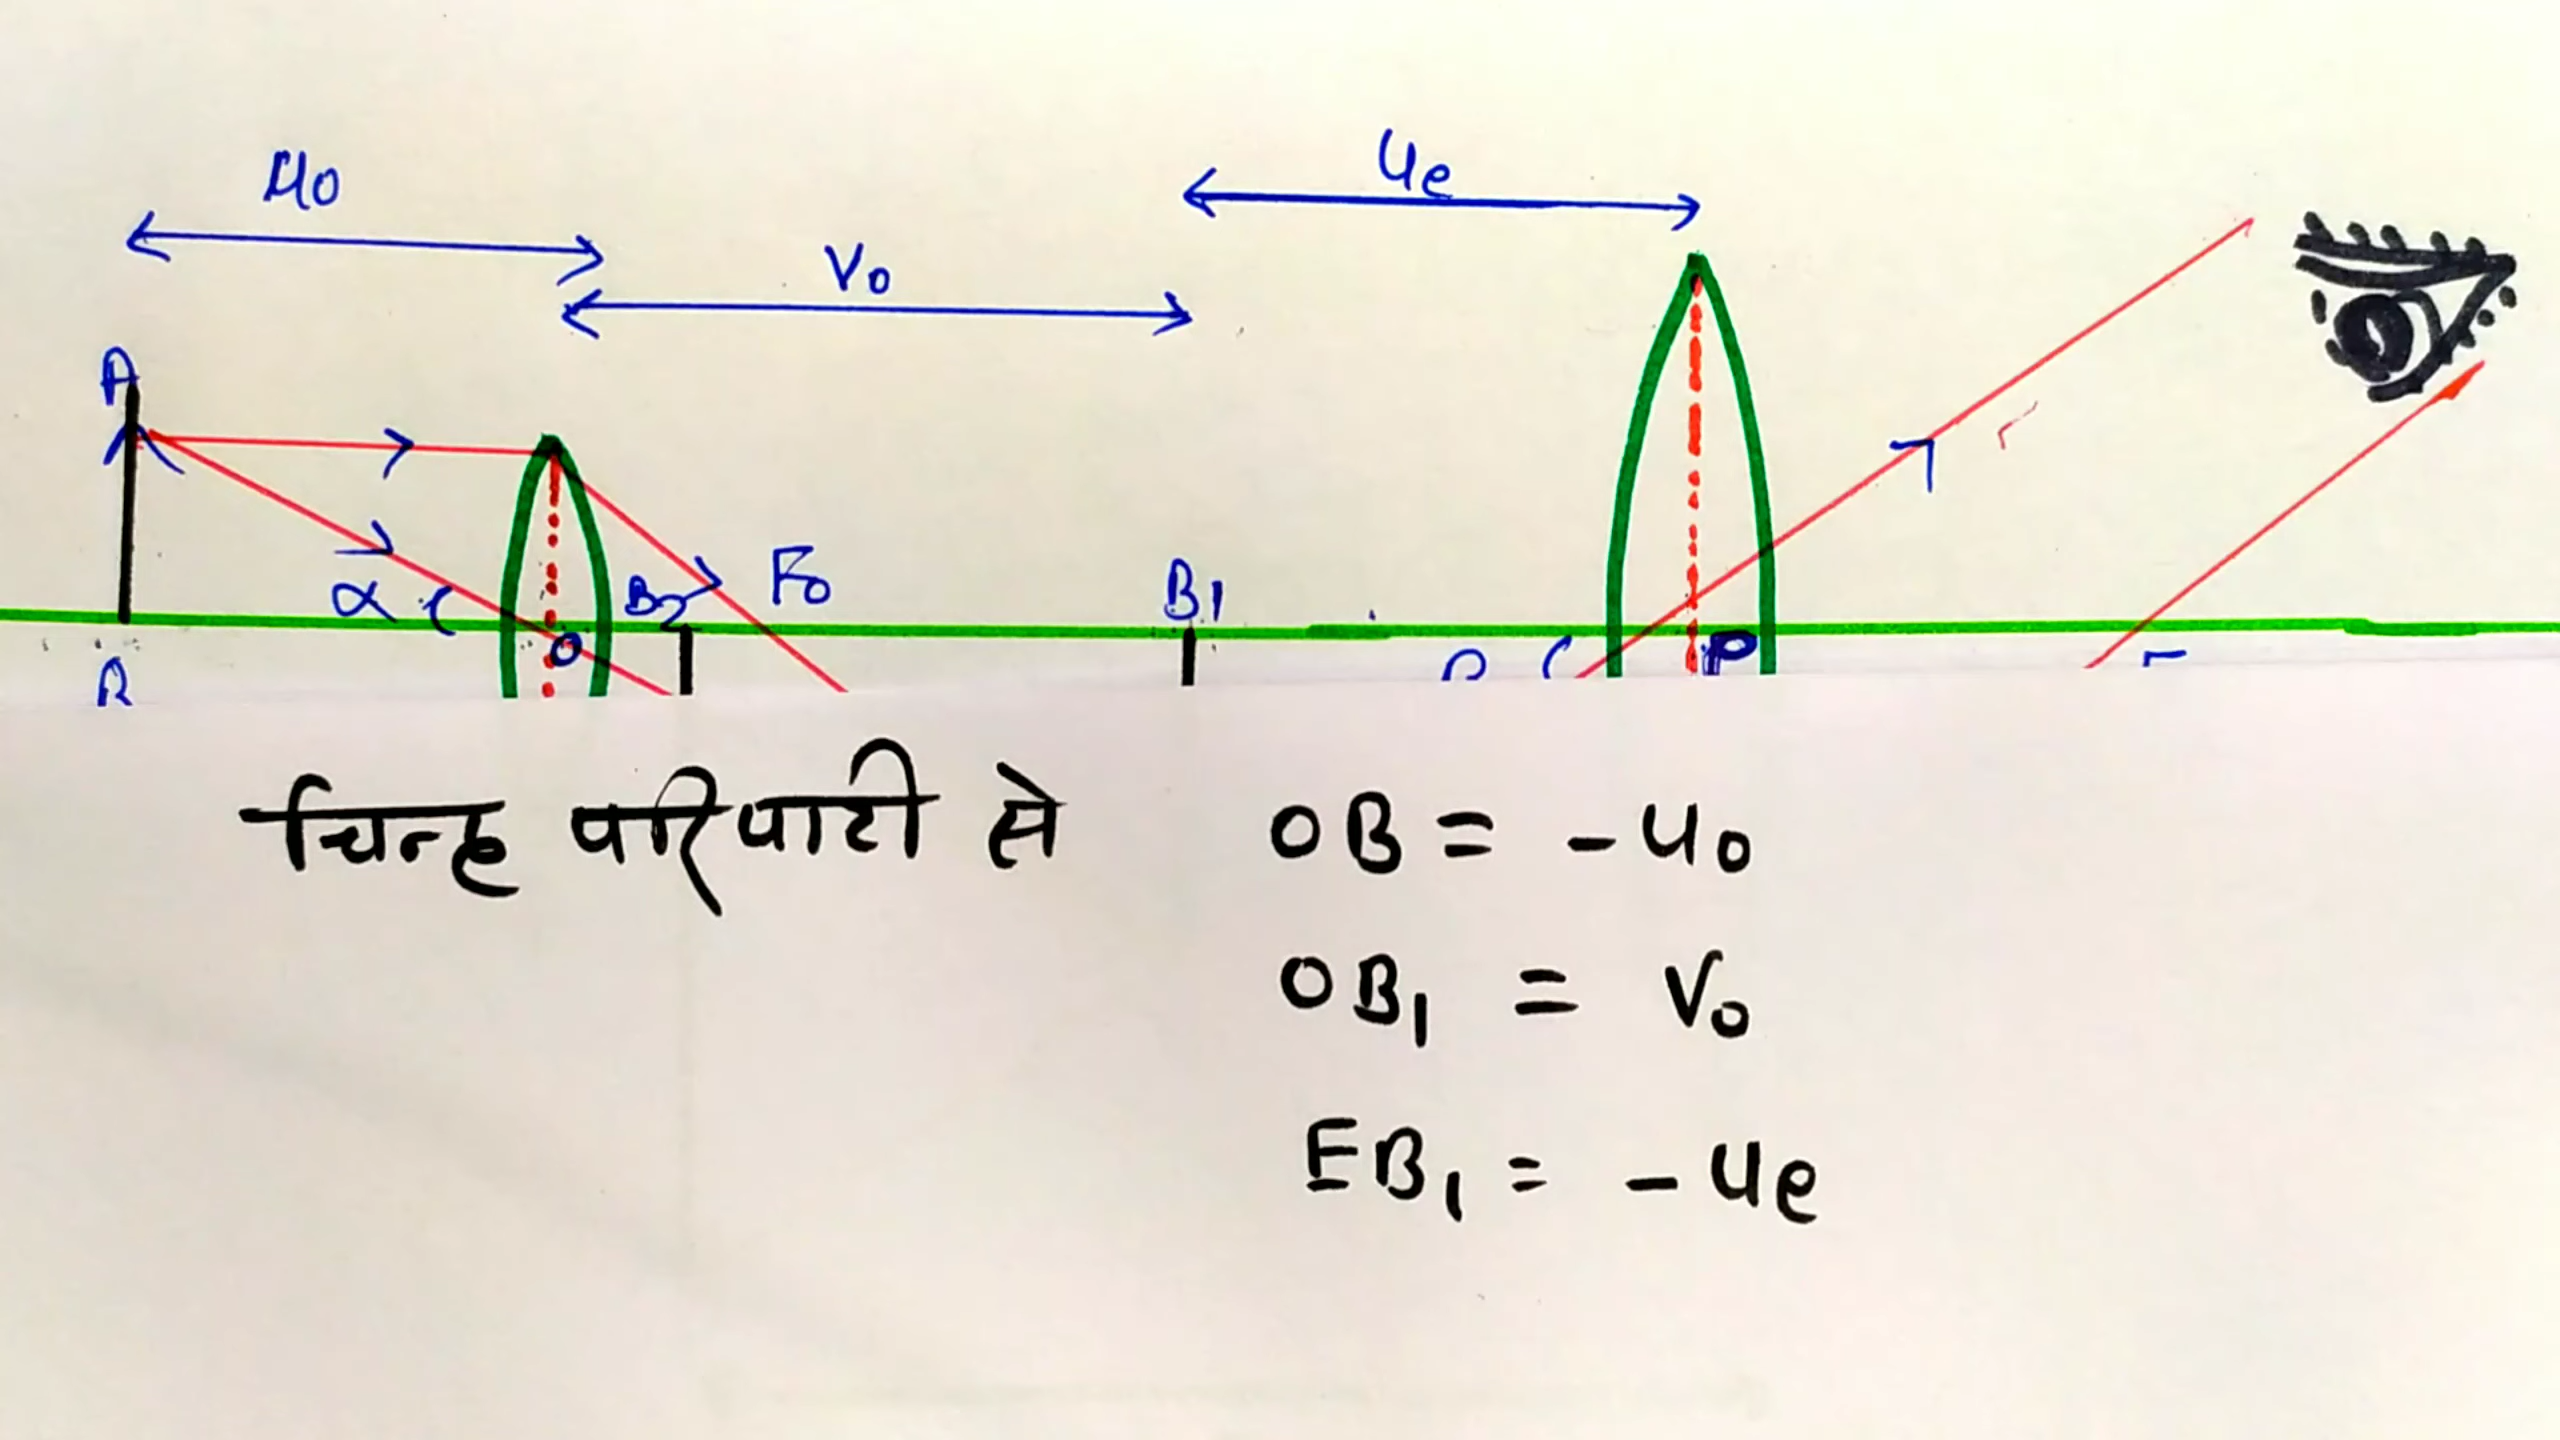 u₀
uₑ
v₀
A
α
B₂
F₀
B₁
O
चिन्ह परिपाटी से OB = -u₀
OB₁ = v₀
EB₁ = -uₑ